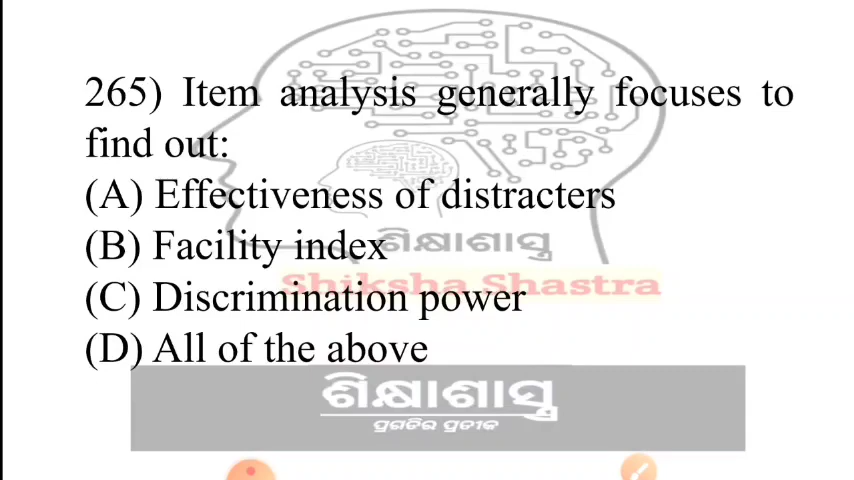 265) Item analysis generally focuses to
find out:
(A) Effectiveness of distracters
(B) Facility index
ଶିକ୍ଷାଶାସ୍ତ୍ର
Shiksha Shastra
(C) Discrimination power
(D) All of the above
ଶିକ୍ଷାଶାସ୍ତ୍ର
ପ୍ରଗତିର ପ୍ରତୀକ